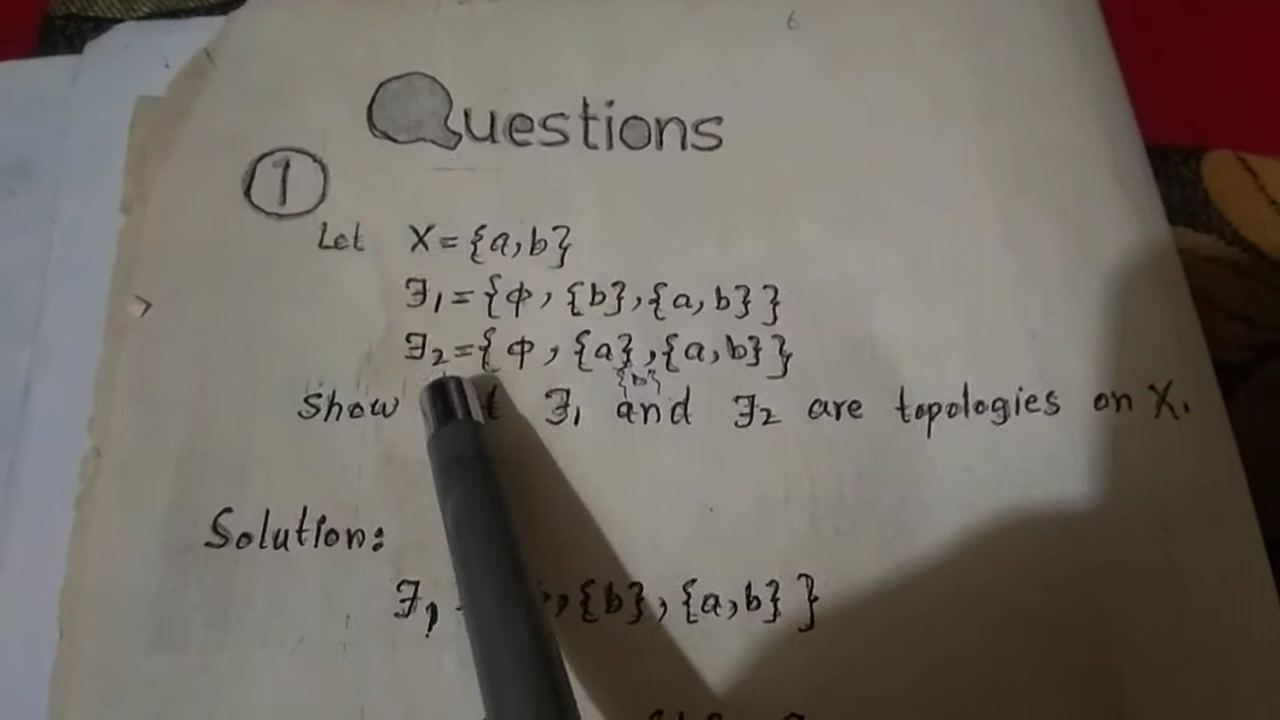 6
Questions
1
Let X={a,b}
ℑ₁={φ, {b},{a,b}}
ℑ₂={φ, {a},{a,b}}
{b}
Show ℑ₁ and ℑ₂ are topologies on X.
Solution:
ℑ₁ ,{b},{a,b}}